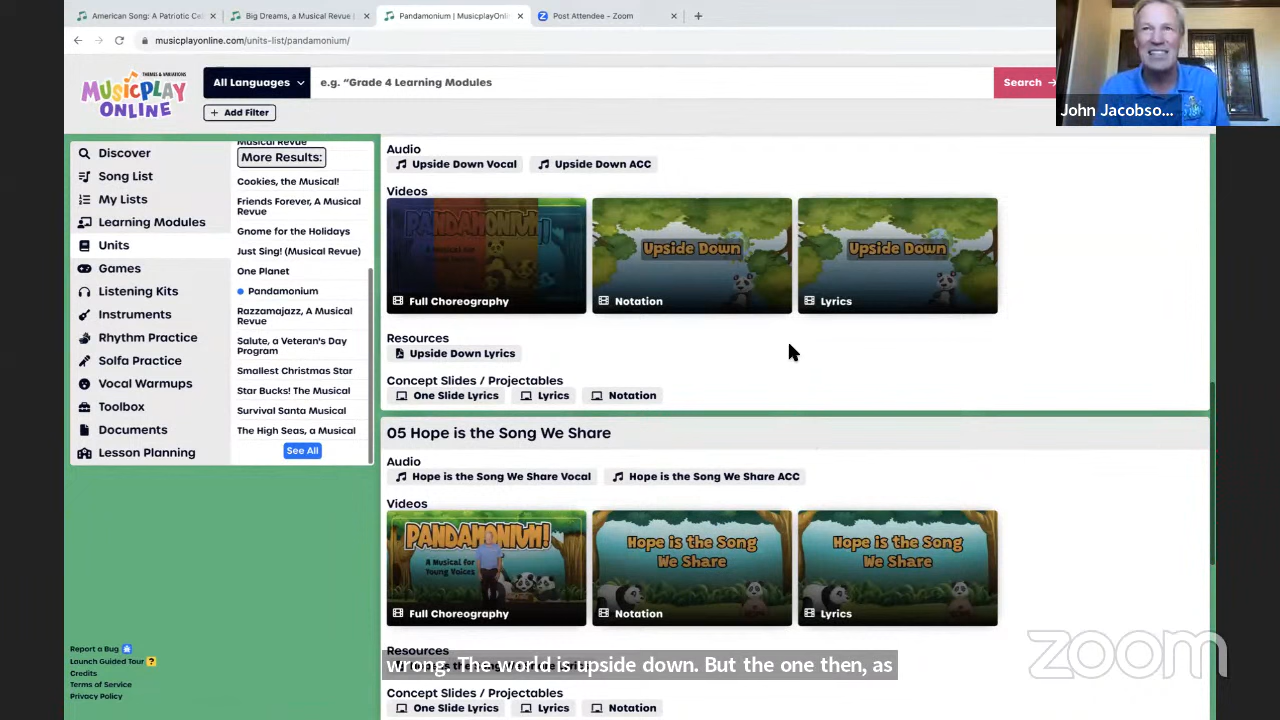 American Song: A Patriotic Ce
Big Dreams, a Musical Revue |
Pandamonium | MusicplayOnli
Post Attendee - Zoom
musicplayonline.com/units-list/pandamonium/
John Jacobso...
THEMES & VARIATIONS
MUSICPLAY
ONLINE
All Languages
e.g. “Grade 4 Learning Modules
Search →
+ Add Filter
Discover
Song List
My Lists
Learning Modules
Units
Games
Listening Kits
Instruments
Rhythm Practice
Solfa Practice
Vocal Warmups
Toolbox
Documents
Lesson Planning
Musical Revue
More Results:
Cookies, the Musical!
Friends Forever, A Musical
Revue
Gnome for the Holidays
Just Sing! (Musical Revue)
One Planet
Pandamonium
Razzamajazz, A Musical
Revue
Salute, a Veteran's Day
Program
Smallest Christmas Star
Star Bucks! The Musical
Survival Santa Musical
The High Seas, a Musical
See All
Audio
Upside Down Vocal
Upside Down ACC
Videos
PANDAMONIUM
Full Choreography
Upside Down
Notation
Upside Down
Lyrics
Resources
Upside Down Lyrics
Concept Slides / Projectables
One Slide Lyrics
Lyrics
Notation
05 Hope is the Song We Share
Audio
Hope is the Song We Share Vocal
Hope is the Song We Share ACC
Videos
PANDAMONIUM!
A Musical for
Young Voices
Full Choreography
Hope is the Song
We Share
Notation
Hope is the Song
We Share
Lyrics
Resources
wrong. The world is upside down. But the one then, as
Concept Slides / Projectables
One Slide Lyrics
Lyrics
Notation
Report a Bug
Launch Guided Tour ?
Credits
Terms of Service
Privacy Policy
zoom